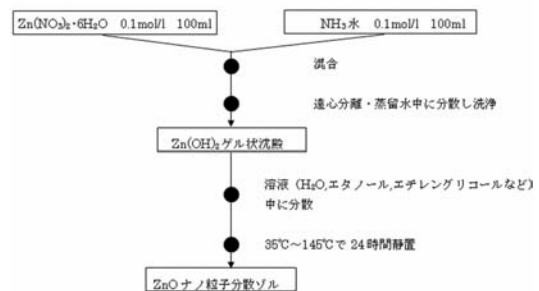 Zn(NO₃)₂・6H₂O 0.1mol/l 100ml
NH₃水 0.1mol/l 100ml
混合
遠心分離・蒸留水中に分散し洗浄
Zn(OH)₂ゲル状沈殿
溶液（H₂O,エタノール,エチレングリコールなど）
中に分散
35℃～145℃で24時間静置
ZnOナノ粒子分散ゾル